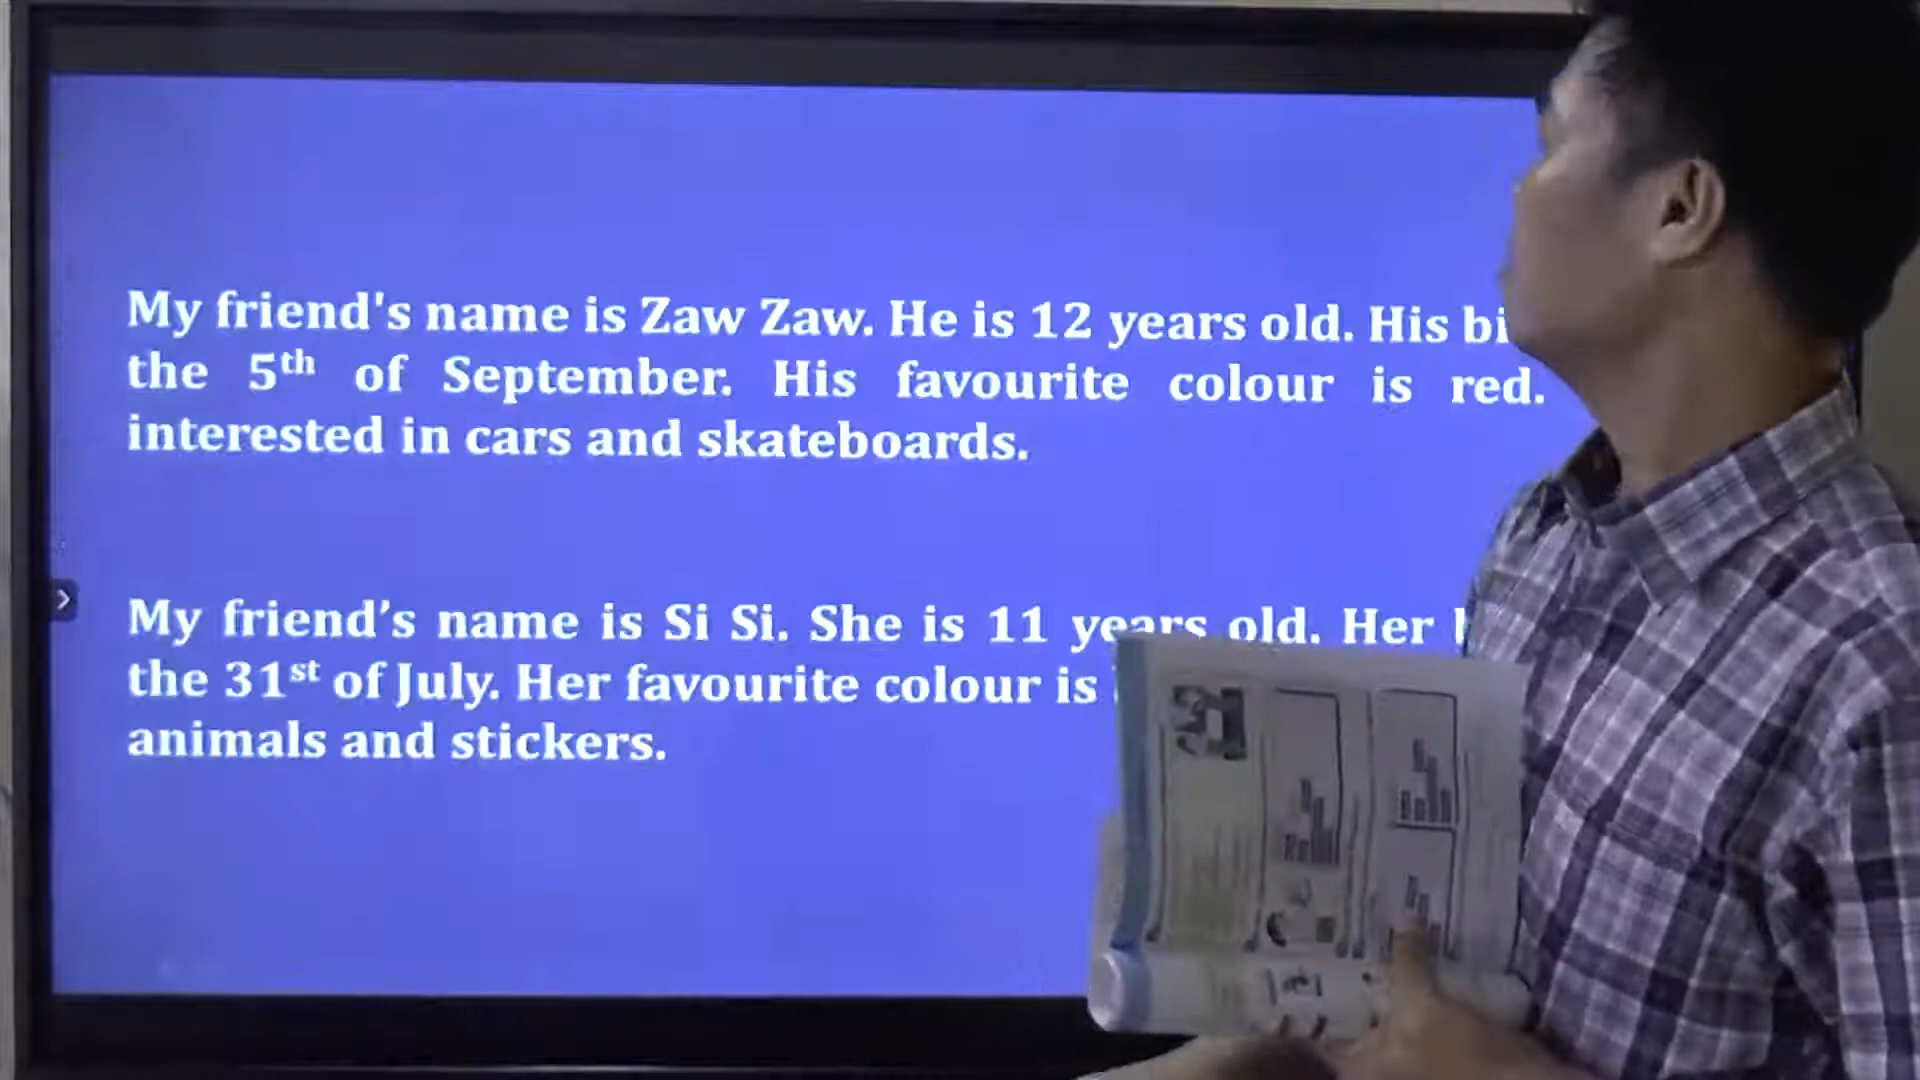 My friend's name is Zaw Zaw. He is 12 years old. His
the 5th of September. His favourite colour is red.
interested in cars and skateboards.
My friend's name is Si Si. She is 11 years old. Her
the 31st of July. Her favourite colour is
animals and stickers.